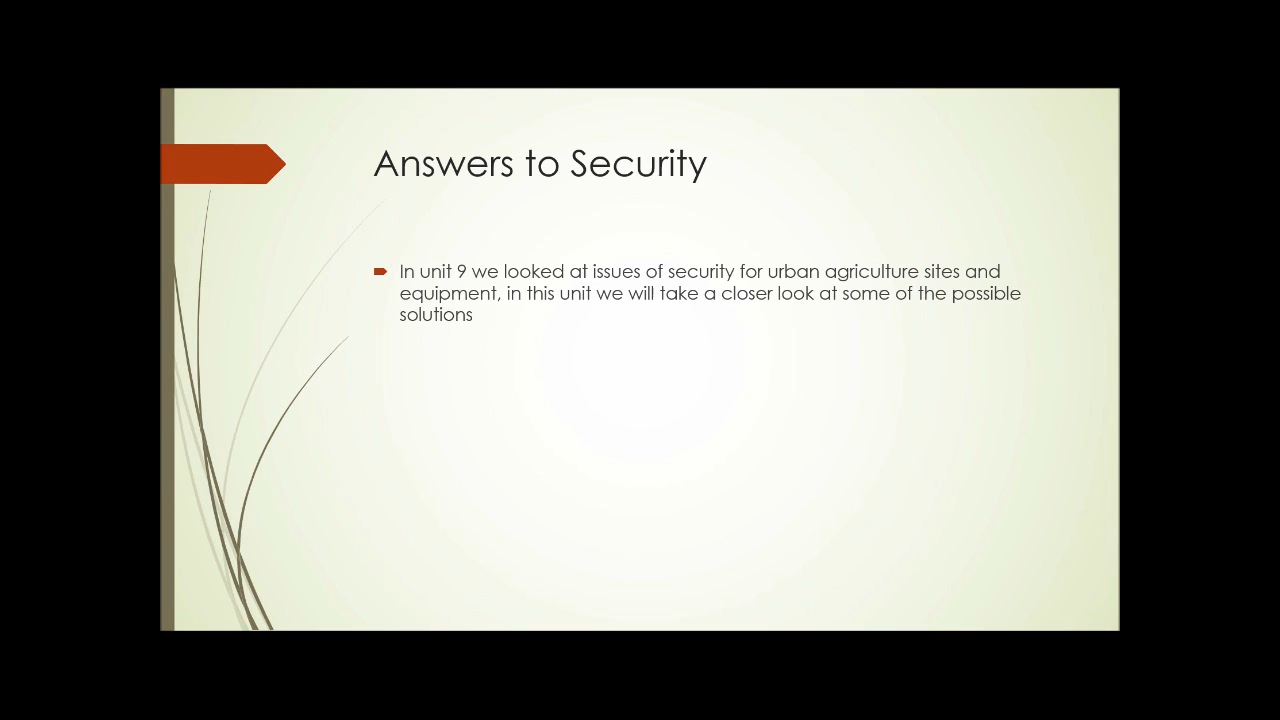 Answers to Security
In unit 9 we looked at issues of security for urban agriculture sites and
equipment, in this unit we will take a closer look at some of the possible
solutions